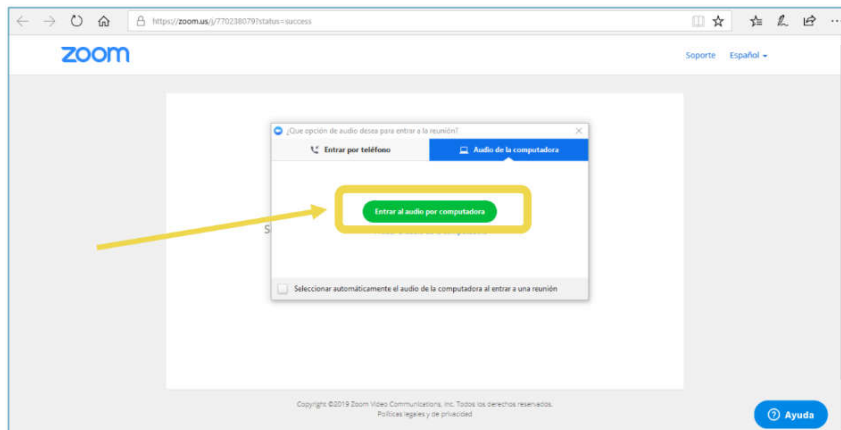 https://zoom.us/j/770238079?status=success
zoom
Soporte Español
¿Que opción de audio desea para entrar a la reunión?
Entrar por teléfono
Audio de la computadora
Entrar al audio por computadora
S
Seleccionar automáticamente el audio de la computadora al entrar a una reunión
Copyright ©2019 Zoom Video Communications, Inc. Todos los derechos reservados.
Políticas legales y de privacidad
Ayuda